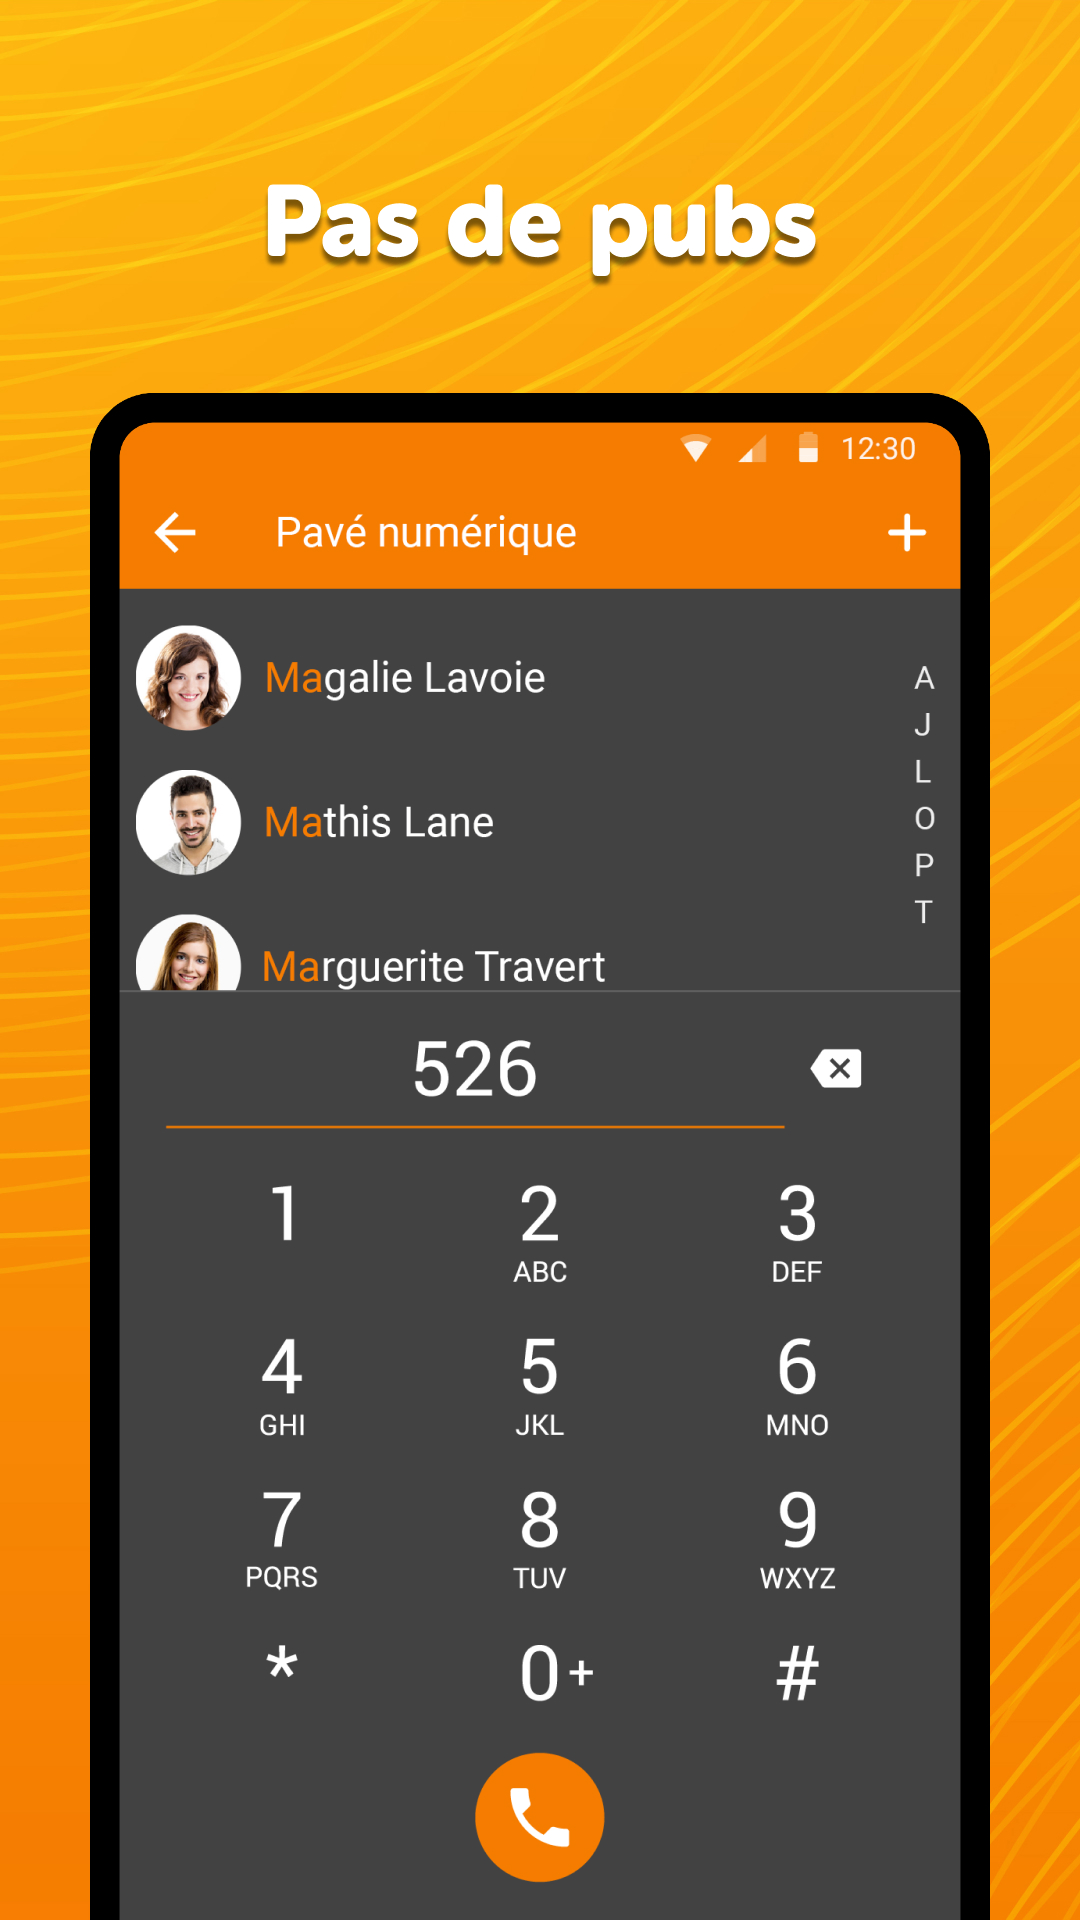 Pas de pubs
12:30
Pavé numérique
Magalie Lavoie
Mathis Lane
Marguerite Travert
A
J
L
O
P
T
526
1 2 3
ABC DEF
4 5 6
GHI JKL MNO
7 8 9
PQRS TUV WXYZ
* 0+ #